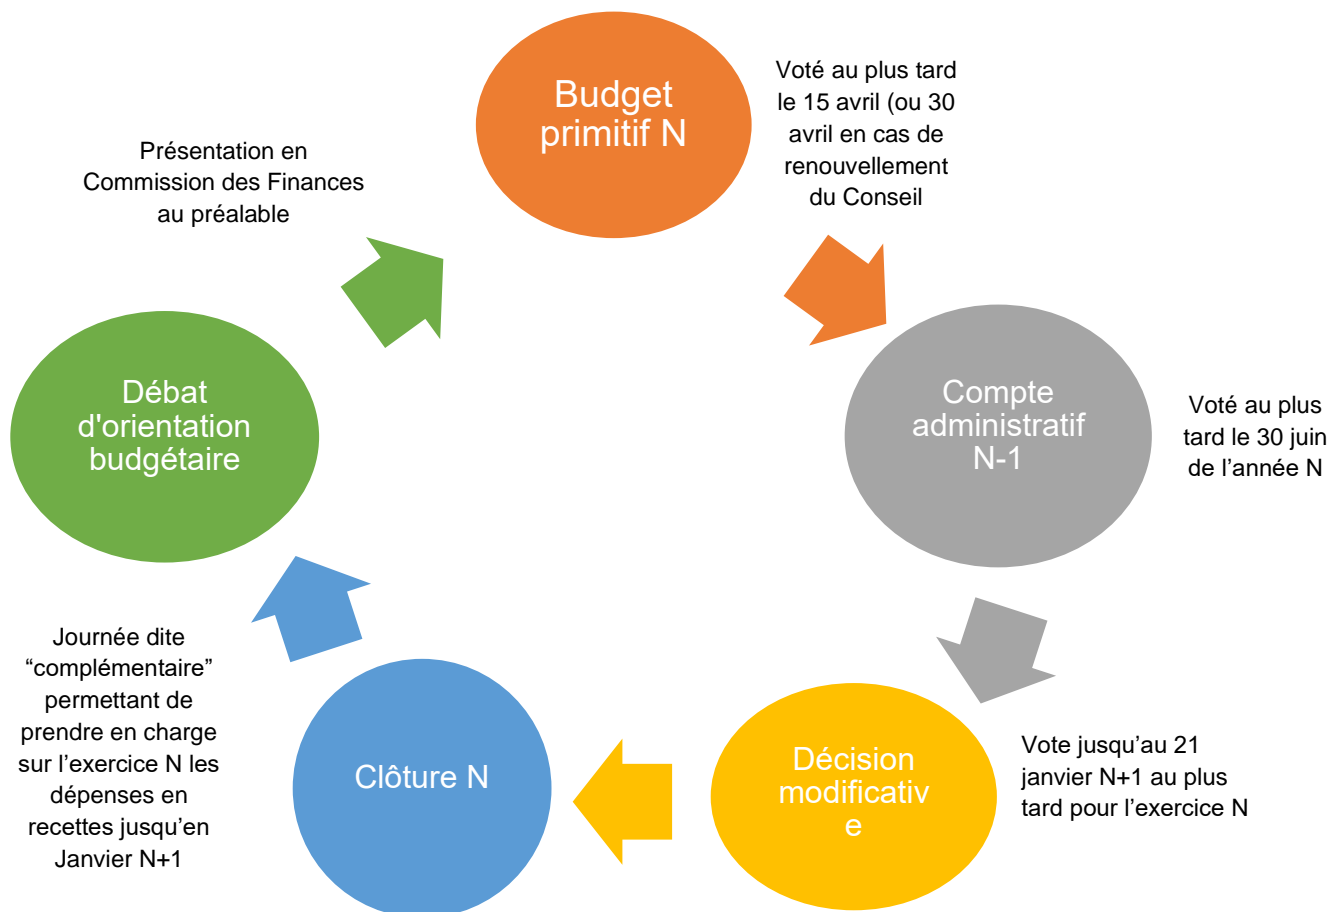 Budget
primitif N
Voté au plus tard
le 15 avril (ou 30
avril en cas de
renouvellement
du Conseil
Présentation en
Commission des Finances
au préalable
Débat
d'orientation
budgétaire
Compte
administratif
N-1
Voté au plus
tard le 30 juin
de l’année N
Journée dite
“complémentaire”
permettant de
prendre en charge
sur l’exercice N les
dépenses en
recettes jusqu’en
Janvier N+1
Clôture N
Décision
modificativ
e
Vote jusqu’au 21
janvier N+1 au plus
tard pour l’exercice N